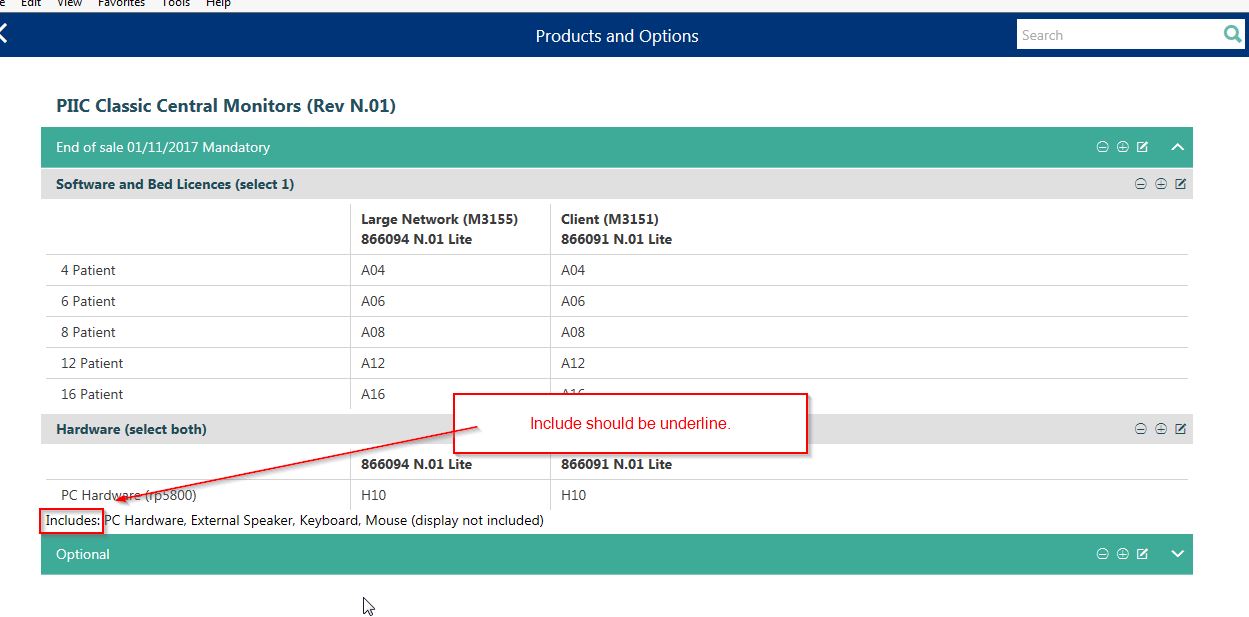 Edit View Favorites Tools Help
Products and Options
Search
PIIC Classic Central Monitors (Rev N.01)
End of sale 01/11/2017 Mandatory
Software and Bed Licences (select 1)
Large Network (M3155) Client (M3151)
866094 N.01 Lite 866091 N.01 Lite
4 Patient A04 A04
6 Patient A06 A06
8 Patient A08 A08
12 Patient A12 A12
16 Patient A16 A16
Include should be underline.
Hardware (select both)
866094 N.01 Lite 866091 N.01 Lite
PC Hardware (rp5800) H10 H10
Includes: PC Hardware, External Speaker, Keyboard, Mouse (display not included)
Optional